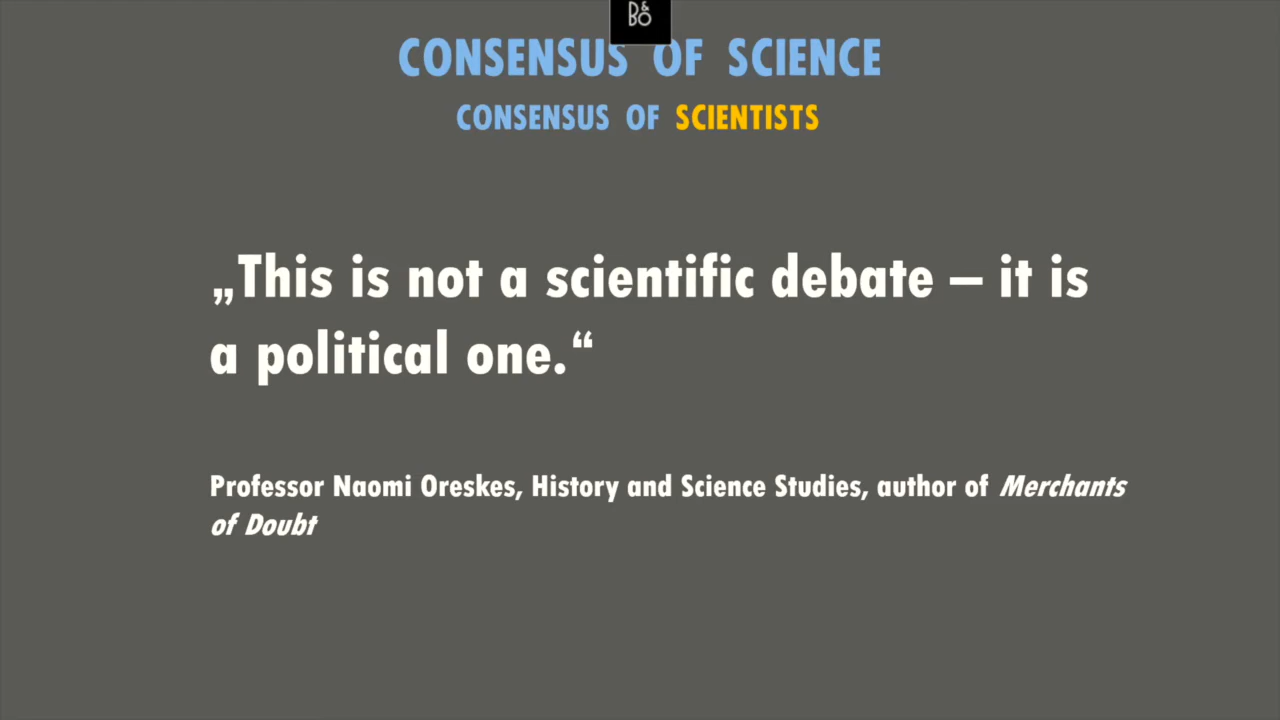 B&O
CONSENSUS OF SCIENCE
CONSENSUS OF SCIENTISTS
„This is not a scientific debate – it is
a political one.“
Professor Naomi Oreskes, History and Science Studies, author of Merchants
of Doubt